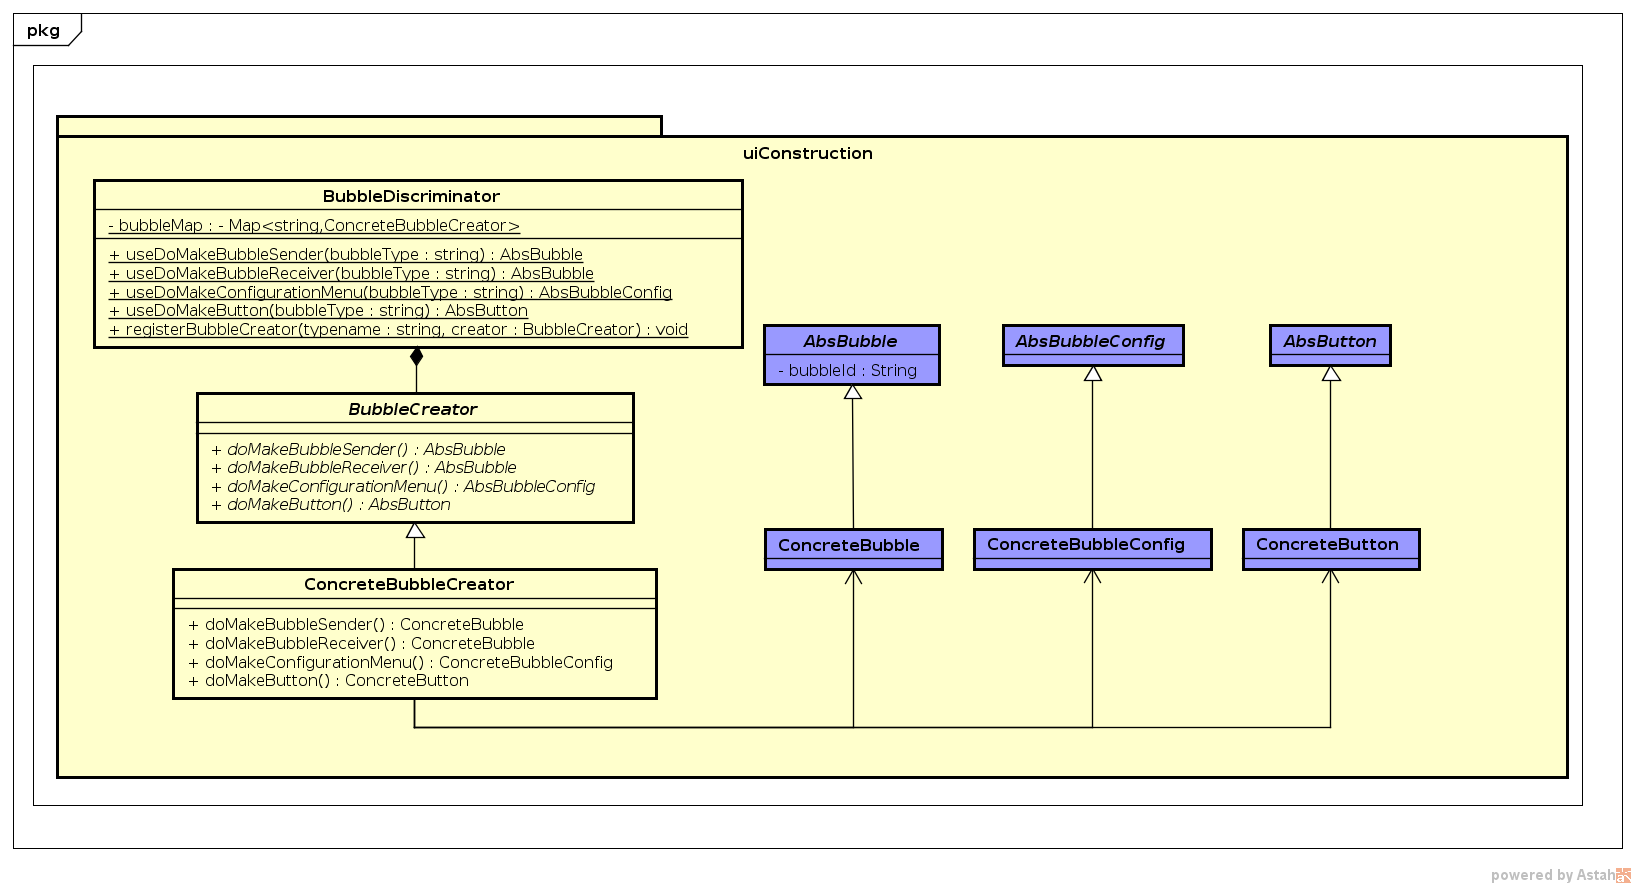 pkg
uiConstruction
BubbleDiscriminator
- bubbleMap : - Map<string,ConcreteBubbleCreator>
+ useDoMakeBubbleSender(bubbleType : string) : AbsBubble
+ useDoMakeBubbleReceiver(bubbleType : string) : AbsBubble
+ useDoMakeConfigurationMenu(bubbleType : string) : AbsBubbleConfig
+ useDoMakeButton(bubbleType : string) : AbsButton
+ registerBubbleCreator(typename : string, creator : BubbleCreator) : void
BubbleCreator
+ doMakeBubbleSender() : AbsBubble
+ doMakeBubbleReceiver() : AbsBubble
+ doMakeConfigurationMenu() : AbsBubbleConfig
+ doMakeButton() : AbsButton
ConcreteBubbleCreator
+ doMakeBubbleSender() : ConcreteBubble
+ doMakeBubbleReceiver() : ConcreteBubble
+ doMakeConfigurationMenu() : ConcreteBubbleConfig
+ doMakeButton() : ConcreteButton
AbsBubble
- bubbleId : String
AbsBubbleConfig
AbsButton
ConcreteBubble
ConcreteBubbleConfig
ConcreteButton
powered by Astah